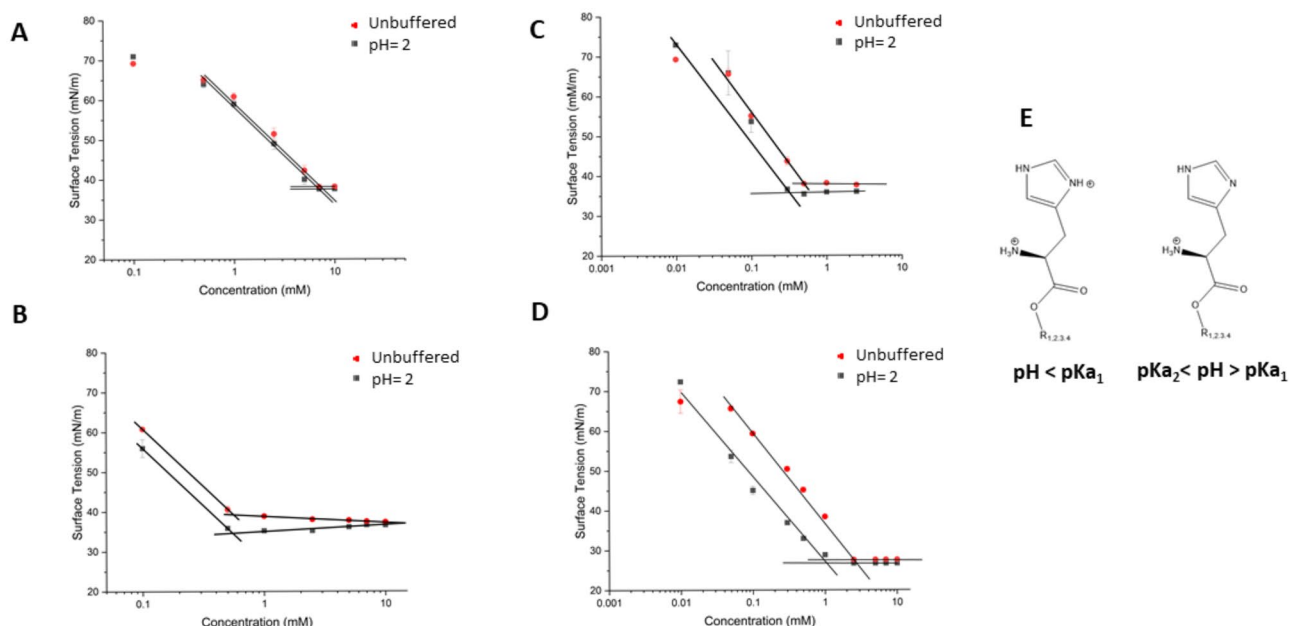 A
Unbuffered
pH= 2
80
70
60
50
40
30
20
0.1
1
10
Surface Tension (mN/m)
Concentration (mM)
B
Unbuffered
pH= 2
80
70
60
50
40
30
20
0.1
1
10
Surface Tension (mN/m)
Concentration (mM)
C
Unbuffered
pH= 2
80
70
60
50
40
30
20
0.001
0.01
0.1
1
10
Surface Tension (mM/m)
Concentration (mM)
D
Unbuffered
pH= 2
80
70
60
50
40
30
20
0.001
0.01
0.1
1
10
Surface Tension (mN/m)
Concentration (mM)
E
HN
NH ⊕
⊕
H₃N
O
O
R1,2,3,4
pH < pKa₁
HN
N
⊕
H₃N
O
O
R1,2,3,4
pKa₂< pH > pKa₁